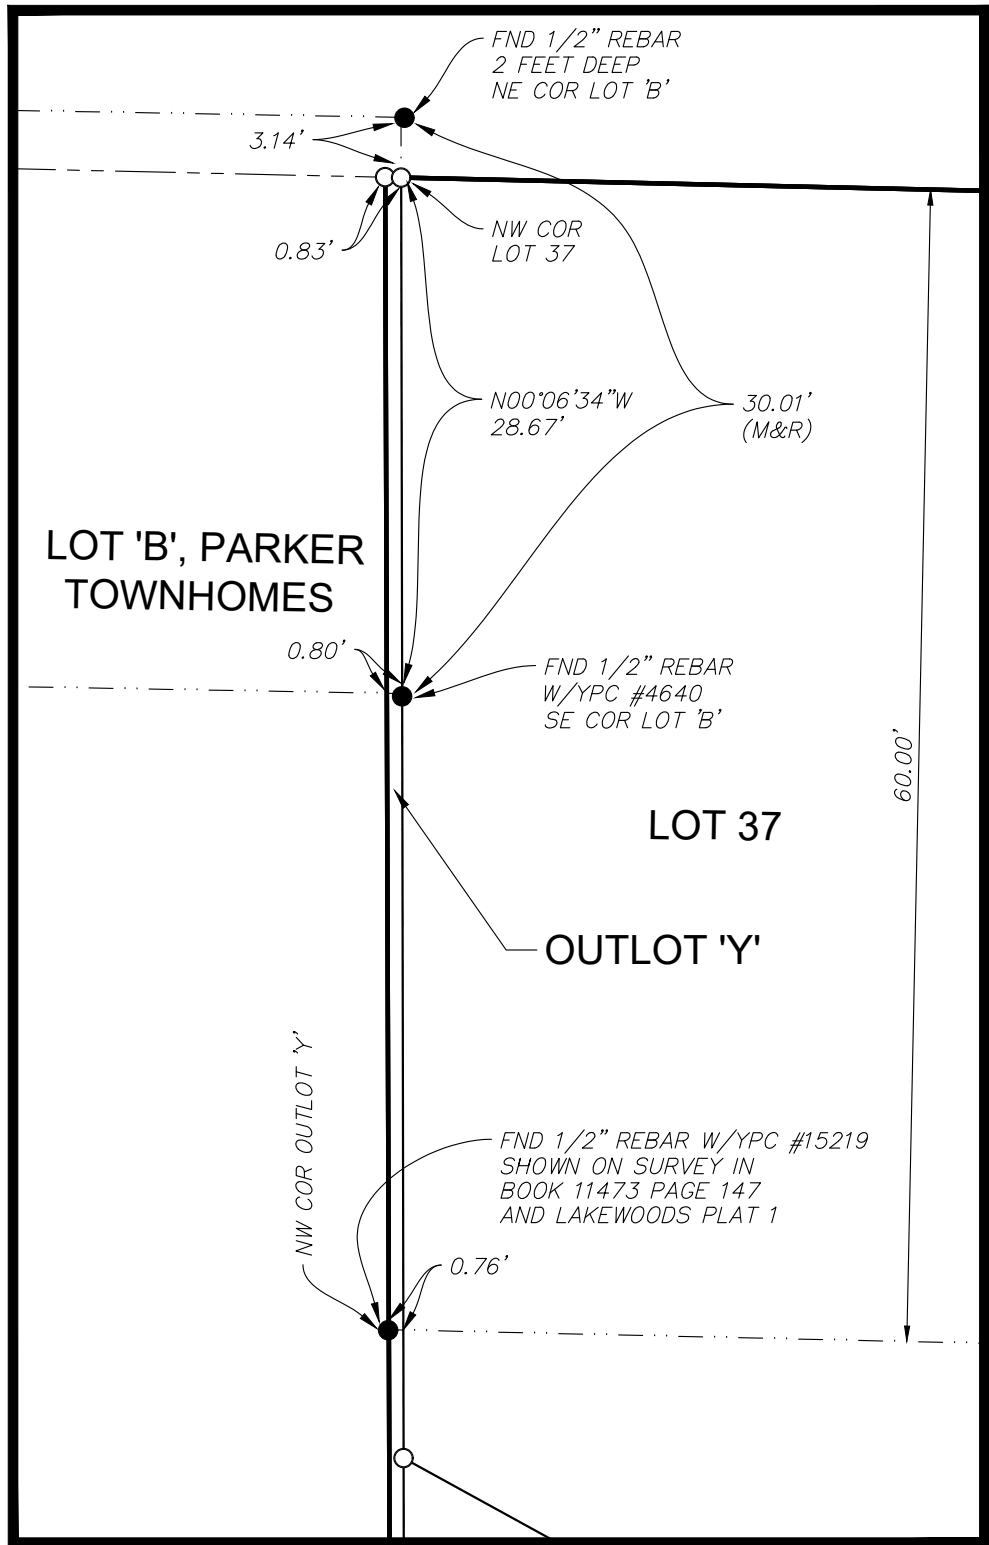 FND 1/2" REBAR
2 FEET DEEP
NE COR LOT 'B'
3.14'
0.83'
NW COR
LOT 37
N00°06'34"W
28.67'
30.01'
(M&R)
LOT 'B', PARKER
TOWNHOMES
0.80'
FND 1/2" REBAR
W/YPC #4640
SE COR LOT 'B'
60.00'
LOT 37
OUTLOT 'Y'
NW COR OUTLOT 'Y'
FND 1/2" REBAR W/YPC #15219
SHOWN ON SURVEY IN
BOOK 11473 PAGE 147
AND LAKEWOODS PLAT 1
0.76'